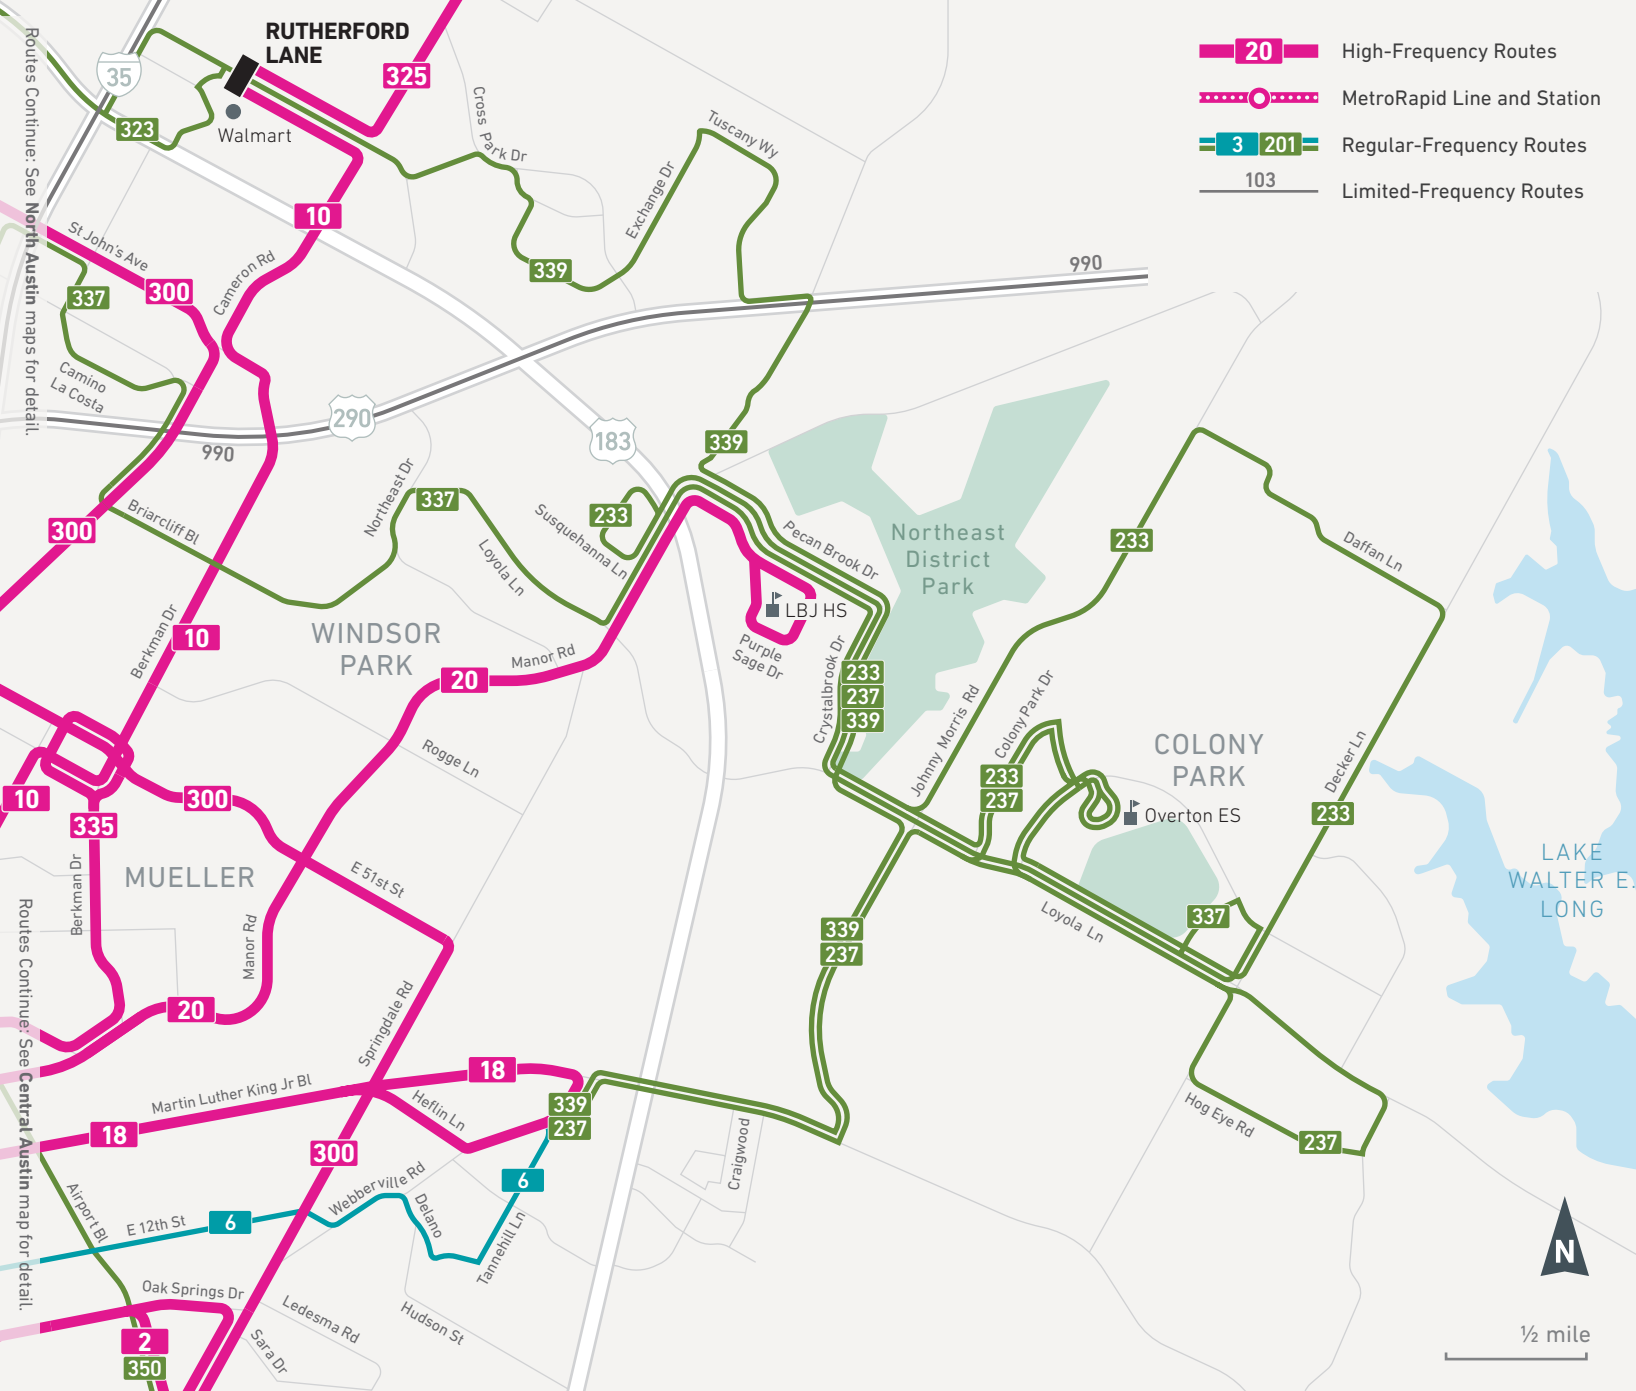 RUTHERFORD
LANE
325
35
323
Walmart
Cross Park Dr
Tuscany Wy
Exchange Dr
339
10
St John's Ave
300
Cameron Rd
337
Camino
La Costa
990
290
183
990
339
20
High-Frequency Routes
MetroRapid Line and Station
3
201
Regular-Frequency Routes
103
Limited-Frequency Routes
Routes Continue: See North Austin maps for detail.
300
Briarcliff Bl
Northeast Dr
337
233
Susquehanna Ln
Loyola Ln
Pecan Brook Dr
Northeast
District
Park
233
Daffan Ln
LBJ HS
Purple
Sage Dr
Berkman Dr
10
WINDSOR
PARK
20
Manor Rd
Crystalbrook Dr
233
237
339
Johnny Morris Rd
Colony Park Dr
233
237
COLONY
PARK
Overton ES
Decker Ln
233
LAKE
WALTER E.
LONG
Rogge Ln
10
300
335
MUELLER
Berkman Dr
E 51st St
Manor Rd
20
Springdale Rd
339
237
Loyola Ln
337
Hog Eye Rd
237
Routes Continue: See Central Austin map for detail.
Martin Luther King Jr Bl
18
18
Heflin Ln
339
237
300
6
Webberville Rd
Delano
Tannehill Ln
Craigwood
Airport Bl
E 12th St
6
Oak Springs Dr
Ledesma Rd
Hudson St
Sara Dr
2
350
N
½ mile